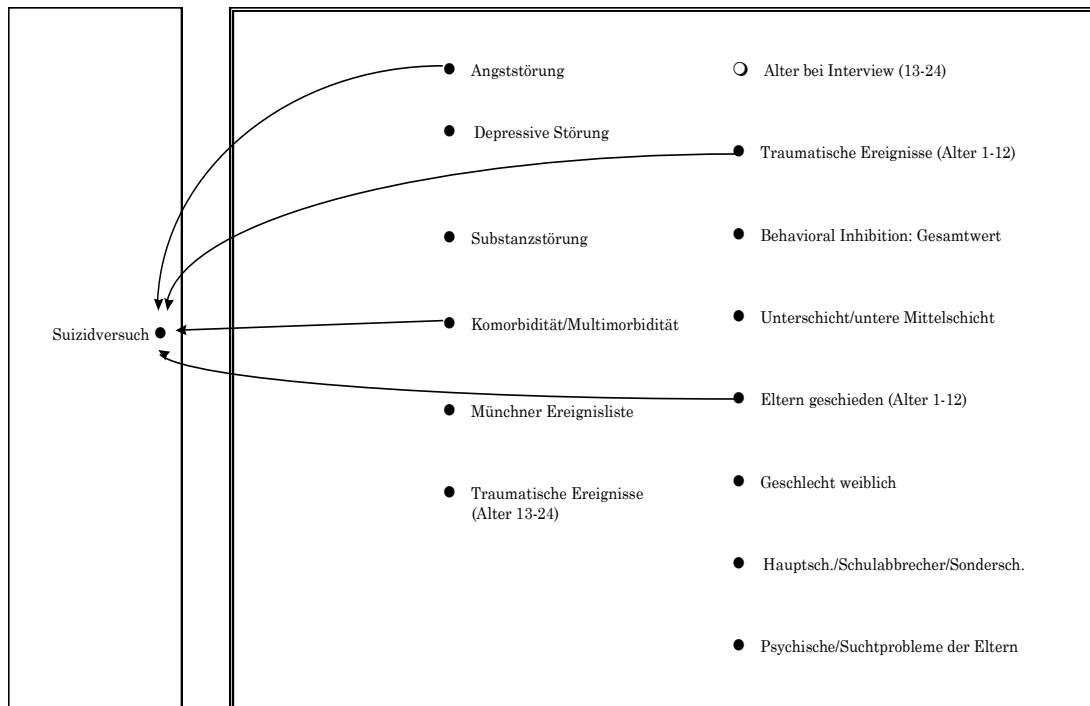 Suizidversuch
Angststörung
Depressive Störung
Substanzstörung
Komorbidität/Multimorbidität
Münchner Ereignisliste
Traumatische Ereignisse
(Alter 13-24)
Alter bei Interview (13-24)
Traumatische Ereignisse (Alter 1-12)
Behavioral Inhibition: Gesamtwert
Unterschicht/untere Mittelschicht
Eltern geschieden (Alter 1-12)
Geschlecht weiblich
Hauptsch./Schulabbrecher/Sondersch.
Psychische/Suchtprobleme der Eltern